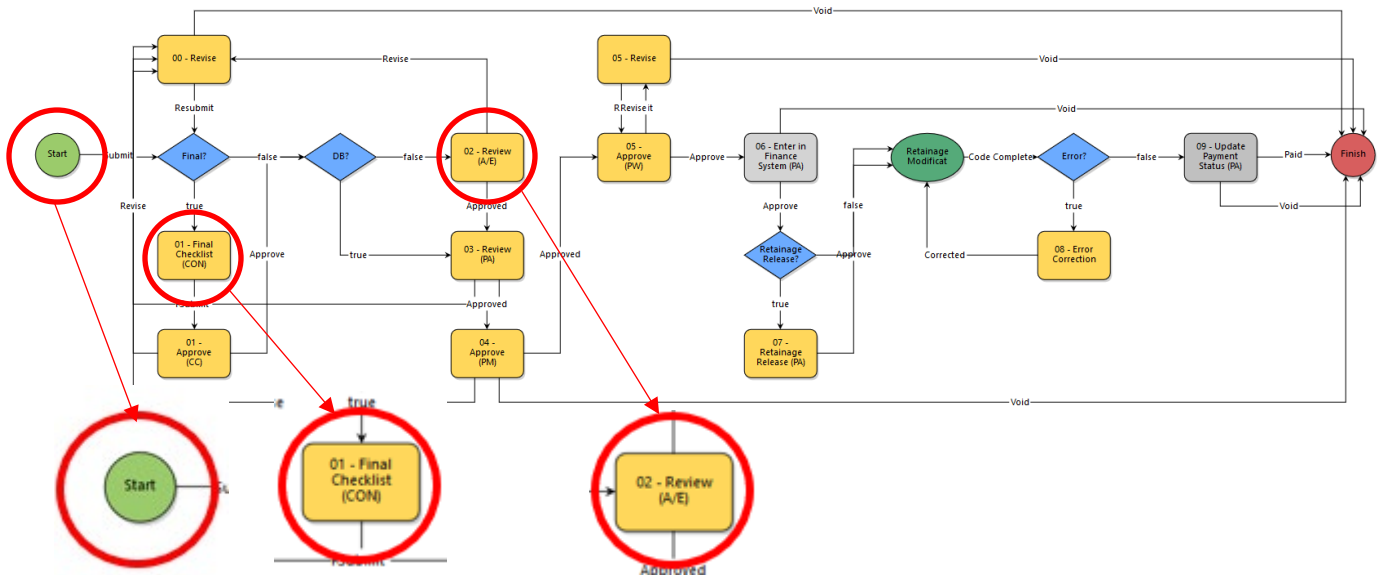 Void
00 - Revise
Revise
05 - Revise
Void
Resubmit
RReviseit
Void
Start
Submit
Final?
false
DB?
false
02 - Review
(A/E)
05 -
Approve
(PW)
Approve
06 - Enter in
Finance
System (PA)
Retainage
Modificat
Code Complete
Error?
false
09 - Update
Payment
Status (PA)
Paid
Finish
Revise
true
Approved
Approve
false
true
Void
01 - Final
Checklist
(CON)
Approve
true
03 - Review
(PA)
Approved
Retainage
Release?
Approve
Corrected
08 - Error
Correction
Approved
true
01 -
Approve
(CC)
04 -
Approve
(PM)
07 -
Retainage
Release (PA)
Void
true
Start
01 - Final
Checklist
(CON)
02 - Review
(A/E)
Approved